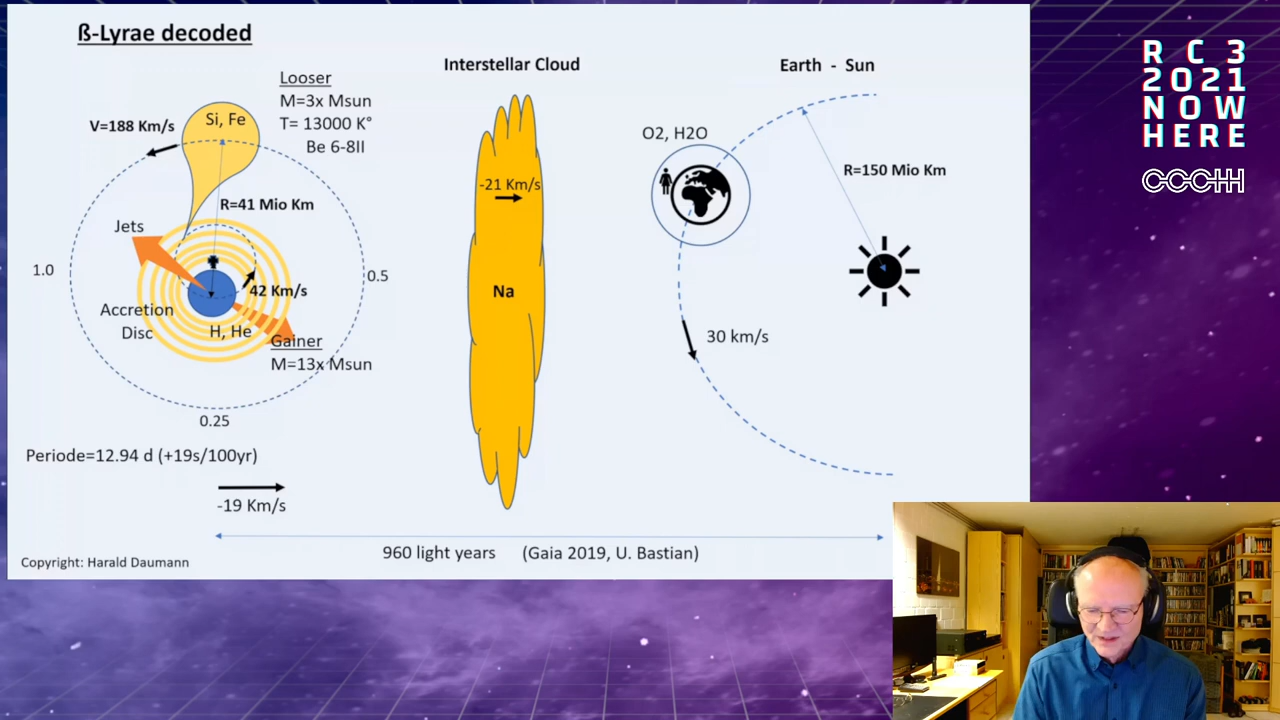 ß-Lyrae decoded
Looser
M=3x Msun
T= 13000 K°
Be 6-8II
V=188 Km/s
Si, Fe
R=41 Mio Km
Jets
1.0
0.5
42 Km/s
Accretion
Disc
H, He
Gainer
M=13x Msun
0.25
Periode=12.94 d (+19s/100yr)
-19 Km/s
Interstellar Cloud
-21 Km/s
Na
Earth - Sun
O2, H2O
R=150 Mio Km
30 km/s
960 light years (Gaia 2019, U. Bastian)
Copyright: Harald Daumann
RC3
2021
NOW
HERE
CCCHH